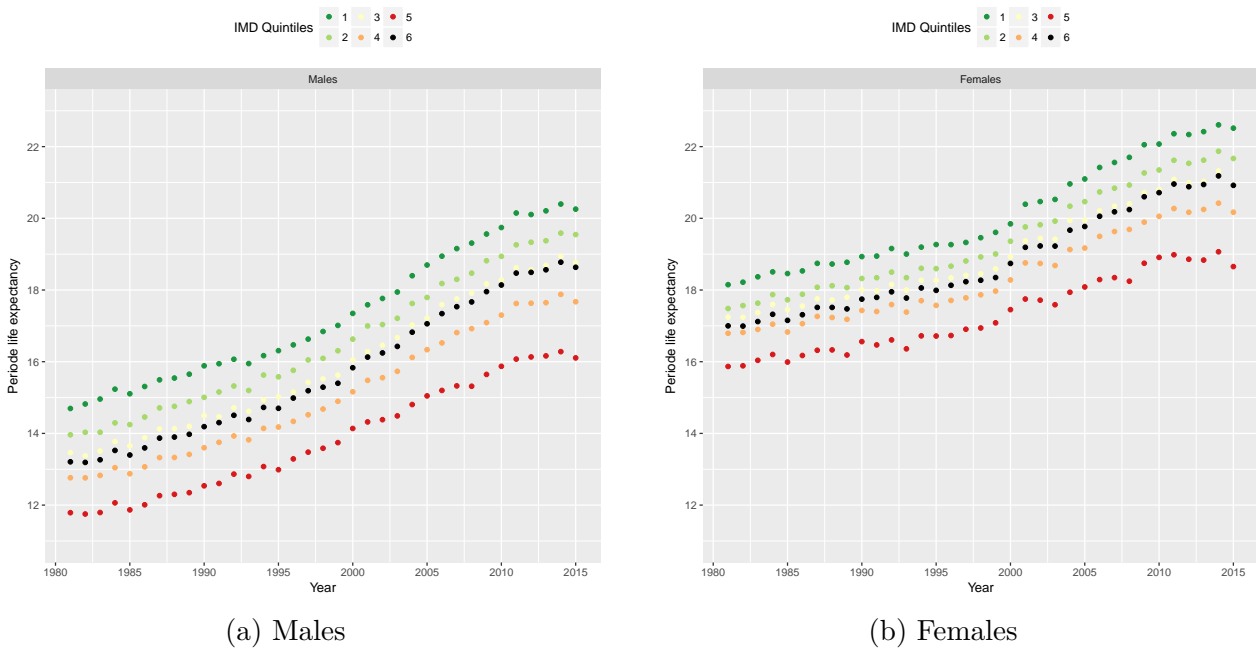 IMD Quintiles 1 3 5
2 4 6
Males
22
20
18
16
14
12
Periode life expectancy
1980 1985 1990 1995 2000 2005 2010 2015
Year
(a) Males
IMD Quintiles 1 3 5
2 4 6
Females
22
20
18
16
14
12
Periode life expectancy
1980 1985 1990 1995 2000 2005 2010 2015
Year
(b) Females